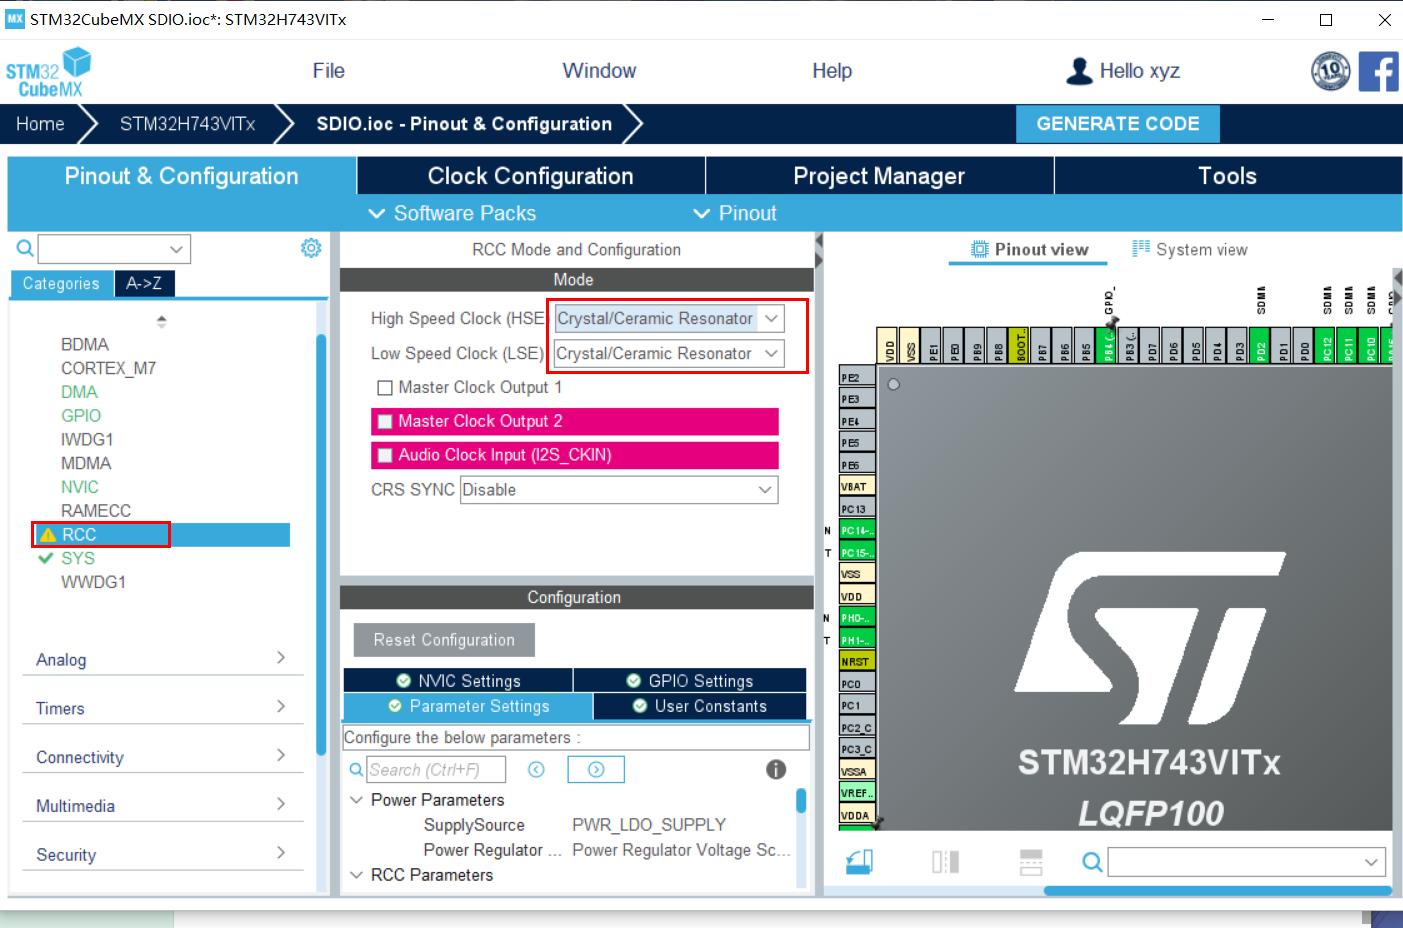 MX STM32CubeMX SDIO.ioc*: STM32H743VITx
STM32 CubeMX
File Window Help Hello xyz
10 YEARS
Home STM32H743VITx SDIO.ioc - Pinout & Configuration GENERATE CODE
Pinout & Configuration Clock Configuration Project Manager Tools
Software Packs Pinout
Categories A->Z
BDMA
CORTEX_M7
DMA
GPIO
IWDG1
MDMA
NVIC
RAMECC
RCC
SYS
WWDG1
Analog
Timers
Connectivity
Multimedia
Security
RCC Mode and Configuration
Mode
High Speed Clock (HSE Crystal/Ceramic Resonator
Low Speed Clock (LSE) Crystal/Ceramic Resonator
Master Clock Output 1
Master Clock Output 2
Audio Clock Input (I2S_CKIN)
CRS SYNC Disable
Configuration
Reset Configuration
NVIC Settings GPIO Settings
Parameter Settings User Constants
Configure the below parameters :
Search (Ctrl+F)
Power Parameters
SupplySource PWR_LDO_SUPPLY
Power Regulator ... Power Regulator Voltage Sc...
RCC Parameters
Pinout view System view
GPIO_
SDMA
SDMA
SDMA
SDMA
VDD
VSS
PE1
PE0
PB9
PB8
BOOT..
PB7
PB6
PB5
PB4 (..
PB3 (..
PD7
PD6
PD5
PD4
PD3
PD2
PD1
PD0
PC12
PC11
PC10
PE2
PE3
PE4
PE5
PE6
VBAT
PC13
N PC14-..
T PC15-..
VSS
VDD
N PH0-..
T PH1-..
NRST
PC0
PC1
PC2_C
PC3_C
VSSA
VREF..
VDDA
STM32H743VITx
LQFP100